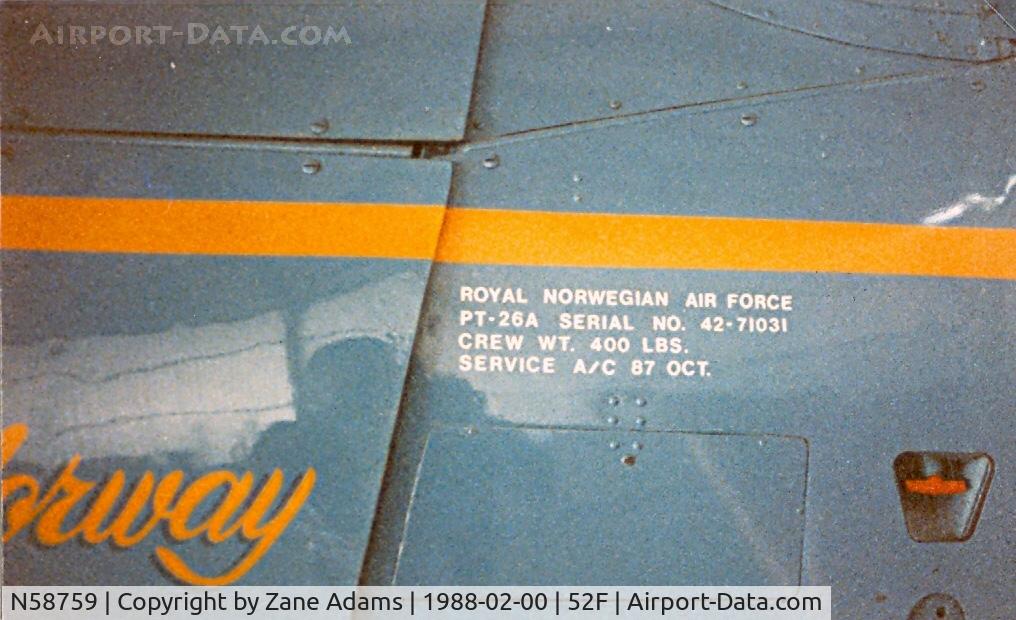 AIRPORT-DATA.COM
ROYAL NORWEGIAN AIR FORCE
PT-26A SERIAL NO. 42-71031
CREW WT. 400 LBS.
SERVICE A/C 87 OCT.
orway
N58759 | Copyright by Zane Adams | 1988-02-00 | 52F | Airport-Data.com